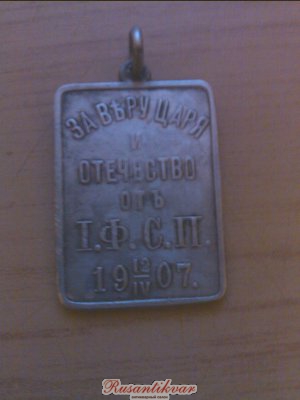 ЗА ВѢРУ ЦАРЯ
И
ОТЕЧЕСТВО
ОТЪ
I.Ф.С.П.
19 12/IV 07.
Rusantikvar